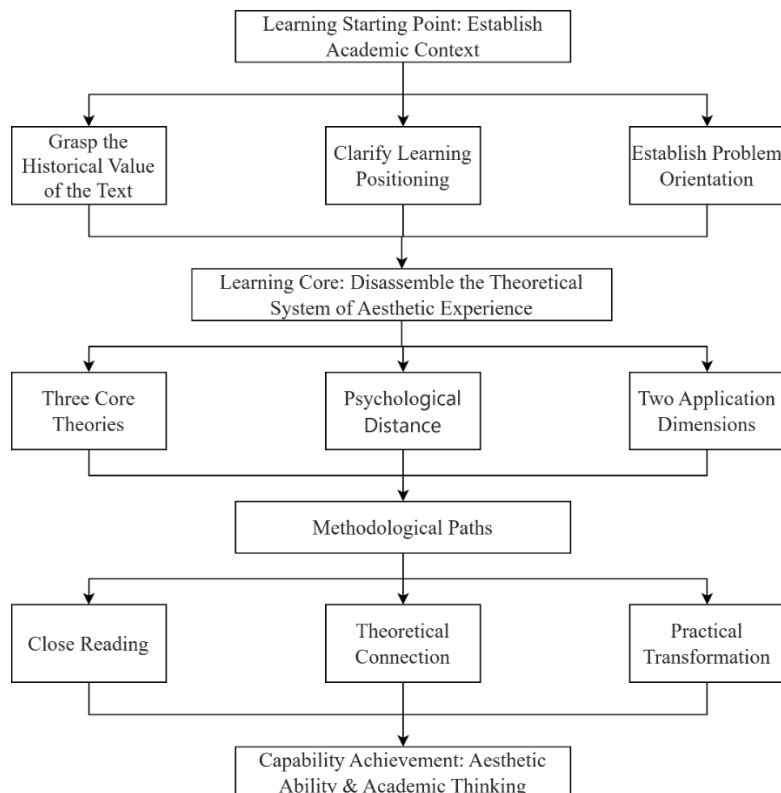 Learning Starting Point: Establish
Academic Context
Grasp the
Historical Value
of the Text
Clarify Learning
Positioning
Establish Problem
Orientation
Learning Core: Disassemble the Theoretical
System of Aesthetic Experience
Three Core
Theories
Psychological
Distance
Two Application
Dimensions
Methodological Paths
Close Reading
Theoretical
Connection
Practical
Transformation
Capability Achievement: Aesthetic
Ability & Academic Thinking